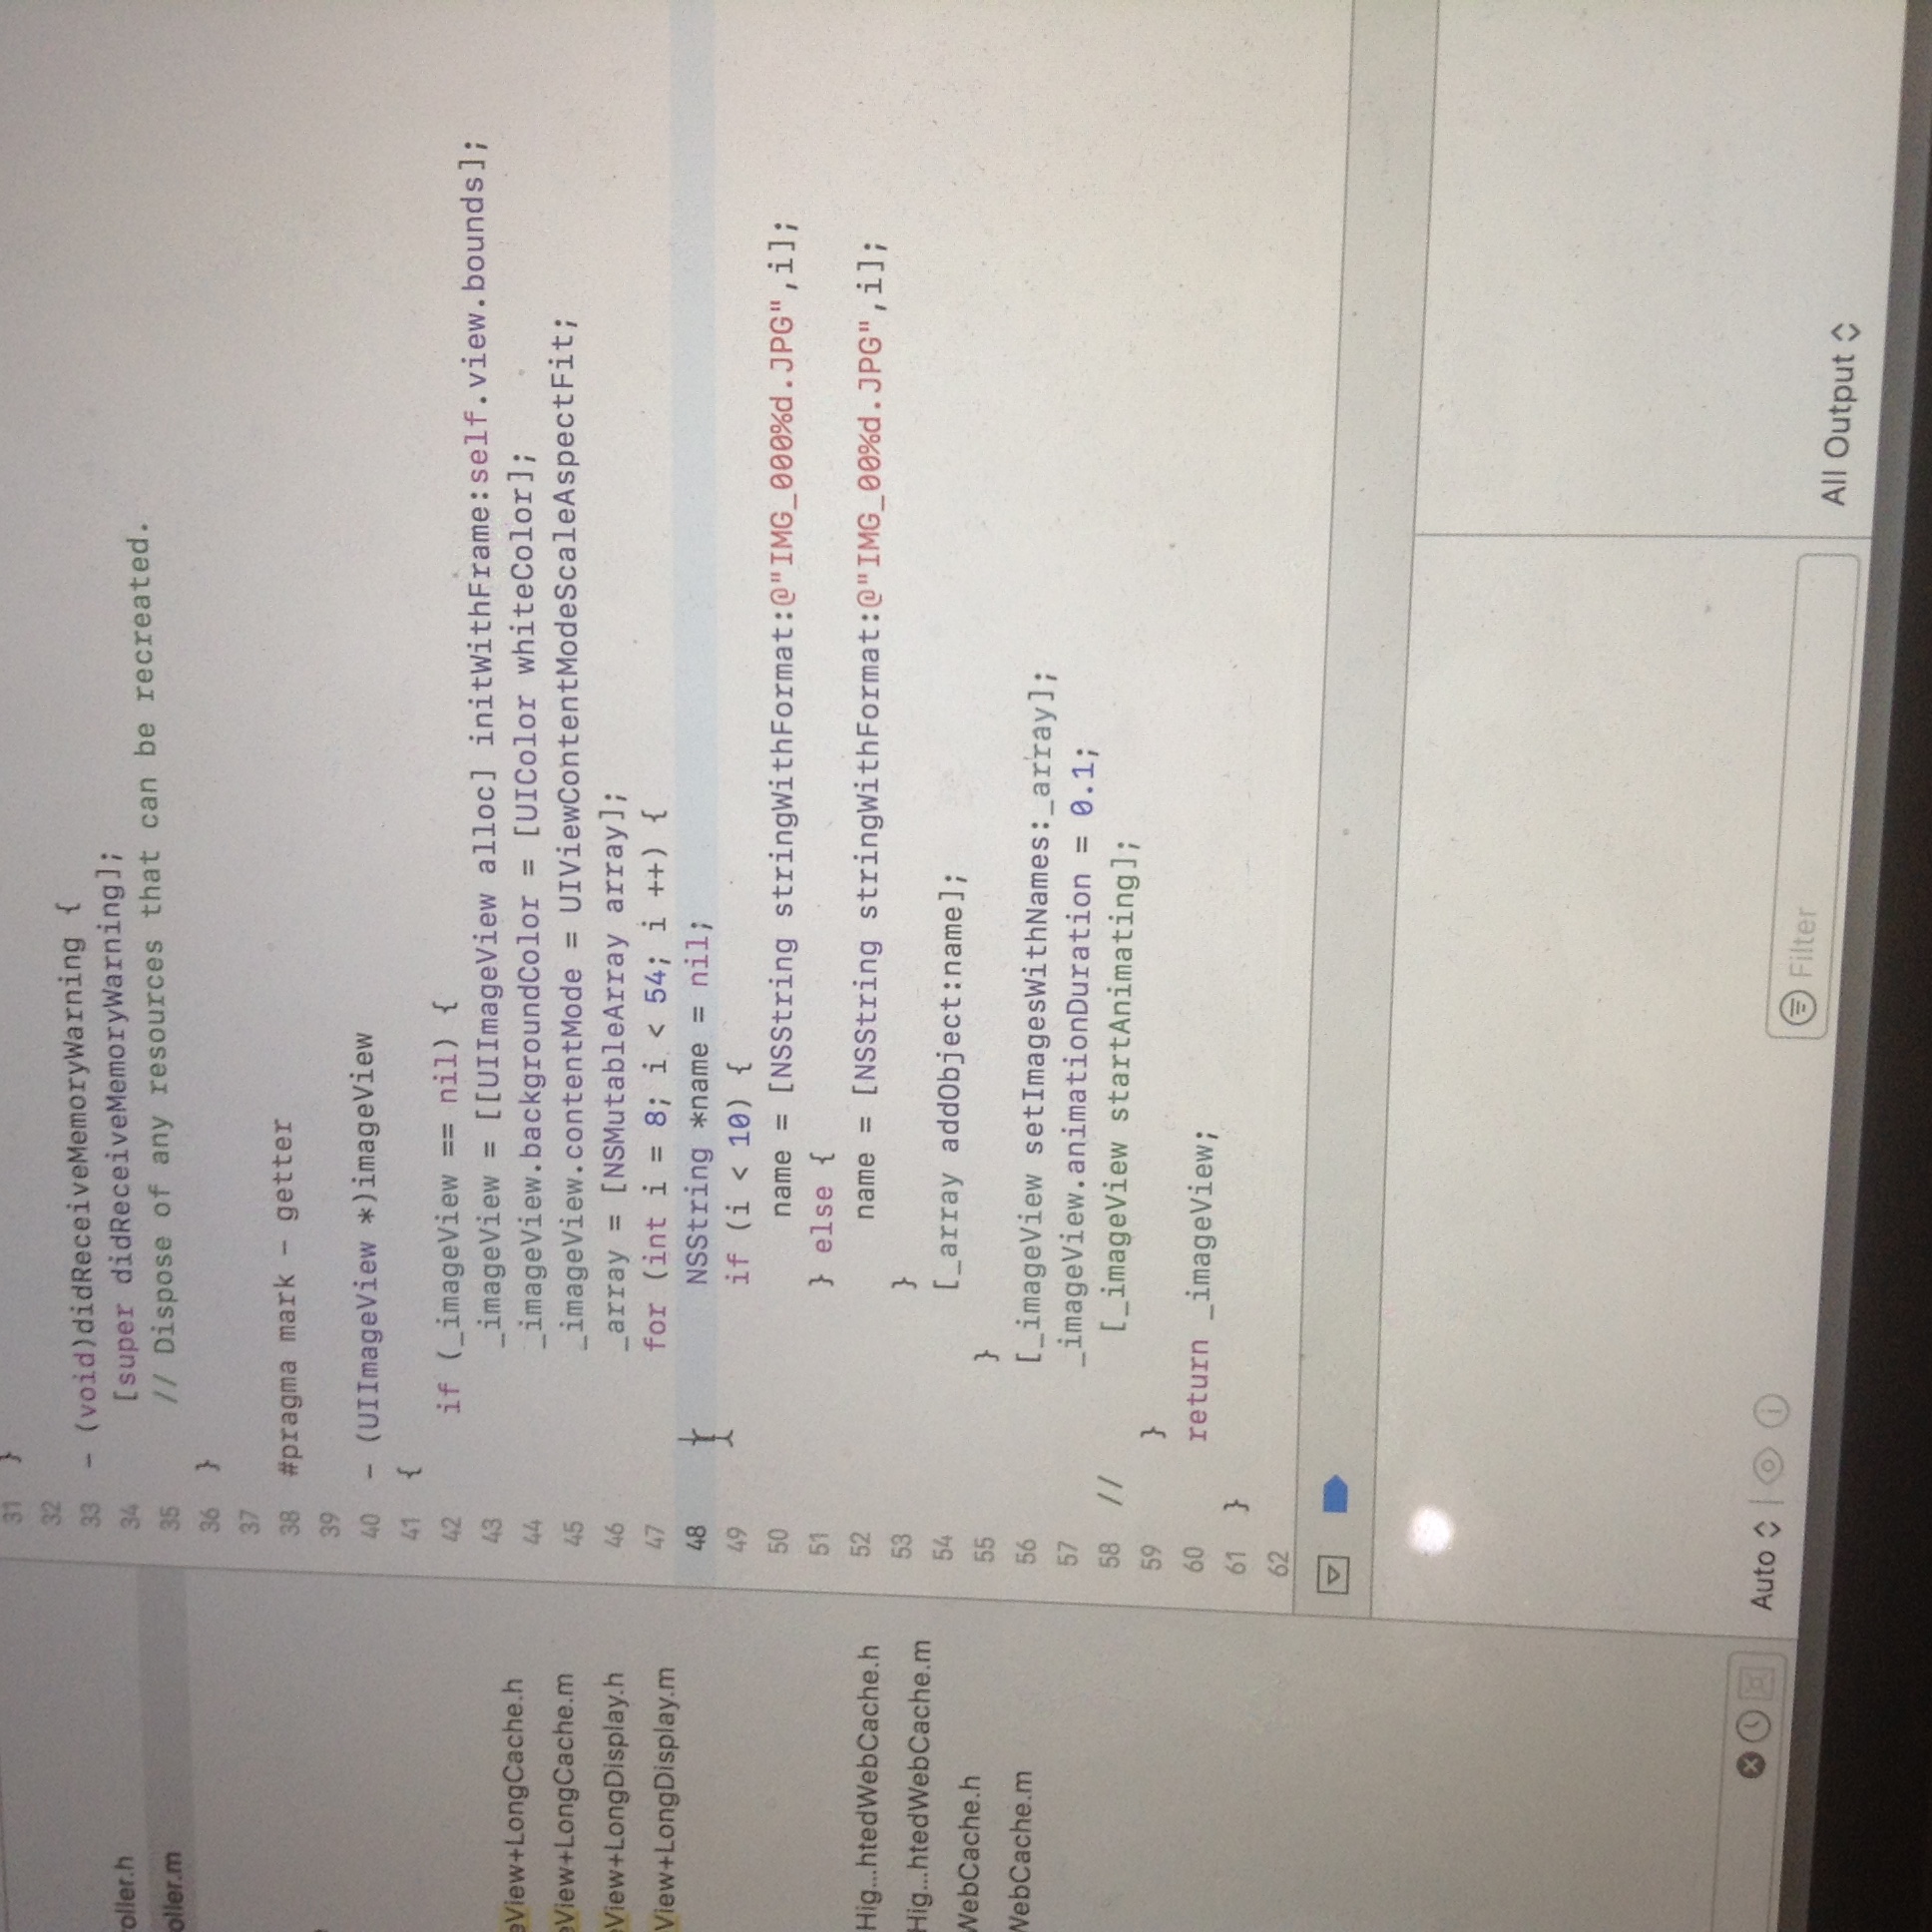 oller.h
oller.m
eView+LongCache.h
eView+LongCache.m
View+LongDisplay.h
View+LongDisplay.m
Hig...htedWebCache.h
Hig...htedWebCache.m
WebCache.h
WebCache.m
31 }
32
33 - (void)didReceiveMemoryWarning {
34 [super didReceiveMemoryWarning];
35 // Dispose of any resources that can be recreated.
36 }
37
38 #pragma mark - getter
39
40 - (UIImageView *)imageView
41 {
42 if (_imageView == nil) {
43 _imageView = [[UIImageView alloc] initWithFrame:self.view.bounds];
44 _imageView.backgroundColor = [UIColor whiteColor];
45 _imageView.contentMode = UIViewContentModeScaleAspectFit;
46 _array = [NSMutableArray array];
47 for (int i = 8; i < 54; i ++) {
48 NSString *name = nil;
49 if (i < 10) {
50 name = [NSString stringWithFormat:@"IMG_000%d.JPG",i];
51 } else {
52 name = [NSString stringWithFormat:@"IMG_00%d.JPG",i];
53 }
54 [_array addObject:name];
55 }
56 [_imageView setImagesWithNames:_array];
57 _imageView.animationDuration = 0.1;
58 // [_imageView startAnimating];
59 }
60 return _imageView;
61 }
62
Auto
Filter
All Output